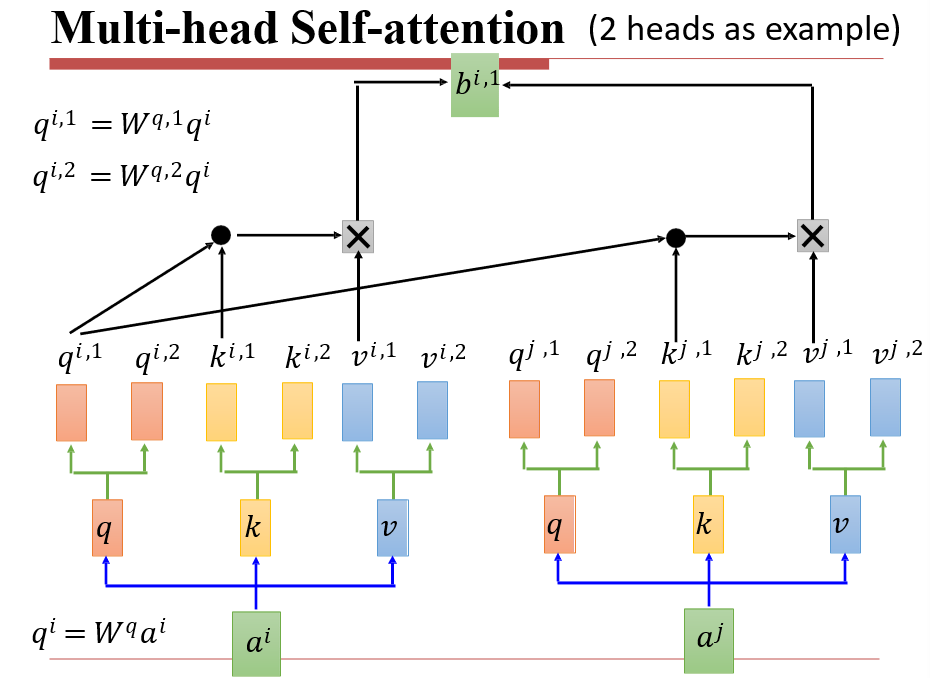 Multi-head Self-attention (2 heads as example)
b^{i,1}
q^{i,1} = W^{q,1}q^{i}
q^{i,2} = W^{q,2}q^{i}
q^{i,1} q^{i,2} k^{i,1} k^{i,2} v^{i,1} v^{i,2} q^{j,1} q^{j,2} k^{j,1} k^{j,2} v^{j,1} v^{j,2}
q k v q k v
q^{i} = W^{q}a^{i}
a^{i} a^{j}